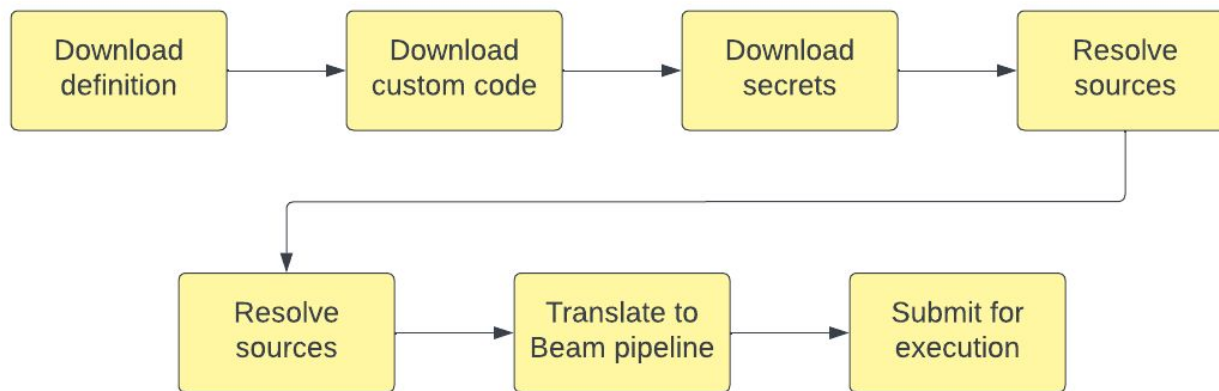 Download
definition
Download
custom code
Download
secrets
Resolve
sources
Resolve
sources
Translate to
Beam pipeline
Submit for
execution